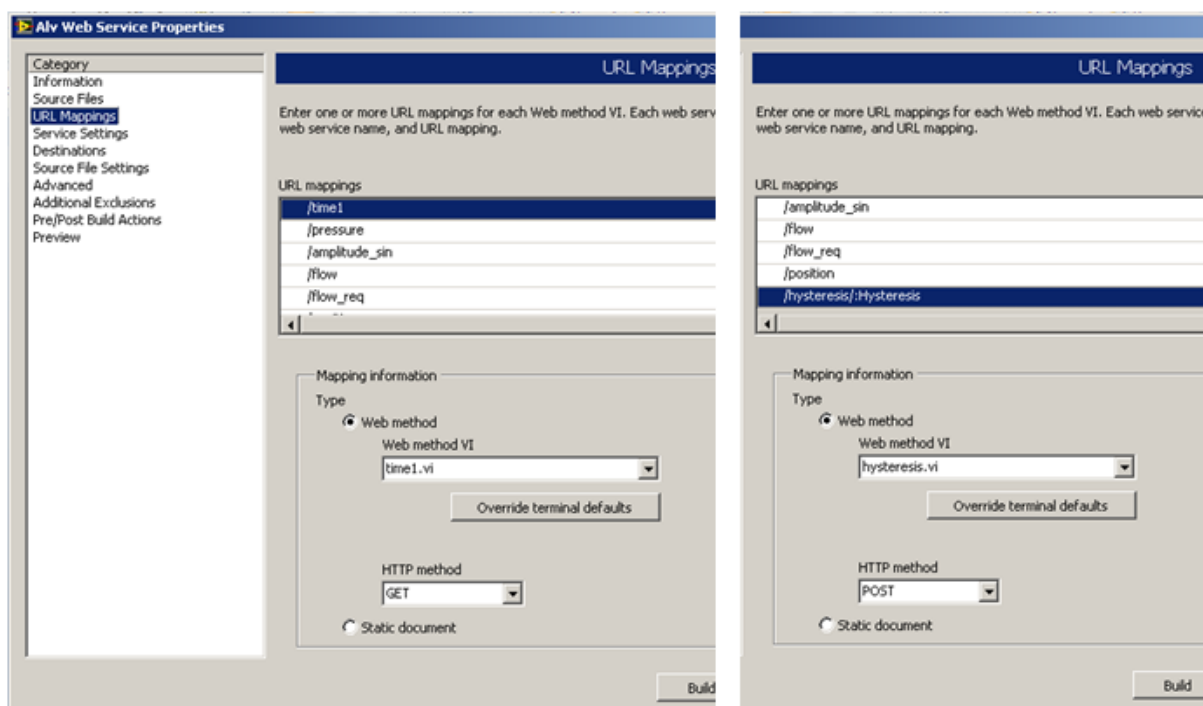 Alv Web Service Properties
Category
Information
Source Files
URL Mappings
Service Settings
Destinations
Source File Settings
Advanced
Additional Exclusions
Pre/Post Build Actions
Preview
URL Mappings
Enter one or more URL mappings for each Web method VI. Each web serv
web service name, and URL mapping.
URL mappings
/time1
/pressure
/amplitude_sin
/flow
/flow_req
Mapping information
Type
Web method
Web method VI
time1.vi
Override terminal defaults
HTTP method
GET
Static document
Build
URL Mappings
Enter one or more URL mappings for each Web method VI. Each web service
web service name, and URL mapping.
URL mappings
/amplitude_sin
/flow
/flow_req
/position
/hysteresis/:Hysteresis
Mapping information
Type
Web method
Web method VI
hysteresis.vi
Override terminal defaults
HTTP method
POST
Static document
Build